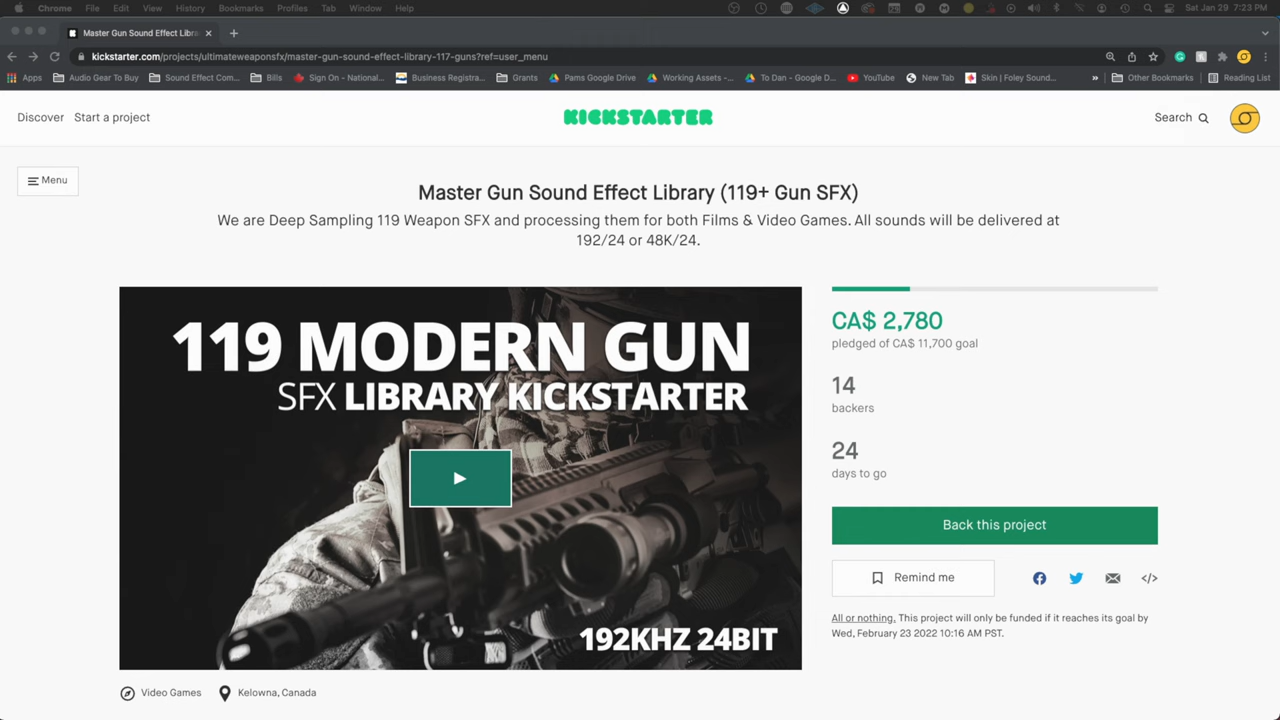 Chrome File Edit View History Bookmarks Profiles Tab Window Help Sat Jan 29 7:23 PM
Master Gun Sound Effect Libra
kickstarter.com/projects/ultimateweaponsfx/master-gun-sound-effect-library-117-guns?ref=user_menu
Apps Audio Gear To Buy Sound Effect Com... Bills Sign On - National... Business Registra... Grants Pams Google Drive Working Assets -... To Dan - Google D... YouTube New Tab Skin | Foley Sound... » Other Bookmarks Reading List
Discover Start a project KICKSTARTER Search
Menu
Master Gun Sound Effect Library (119+ Gun SFX)
We are Deep Sampling 119 Weapon SFX and processing them for both Films & Video Games. All sounds will be delivered at
192/24 or 48K/24.
119 MODERN GUN
SFX LIBRARY KICKSTARTER
192KHZ 24BIT
CA$ 2,780
pledged of CA$ 11,700 goal
14
backers
24
days to go
Back this project
Remind me
All or nothing. This project will only be funded if it reaches its goal by
Wed, February 23 2022 10:16 AM PST.
Video Games Kelowna, Canada